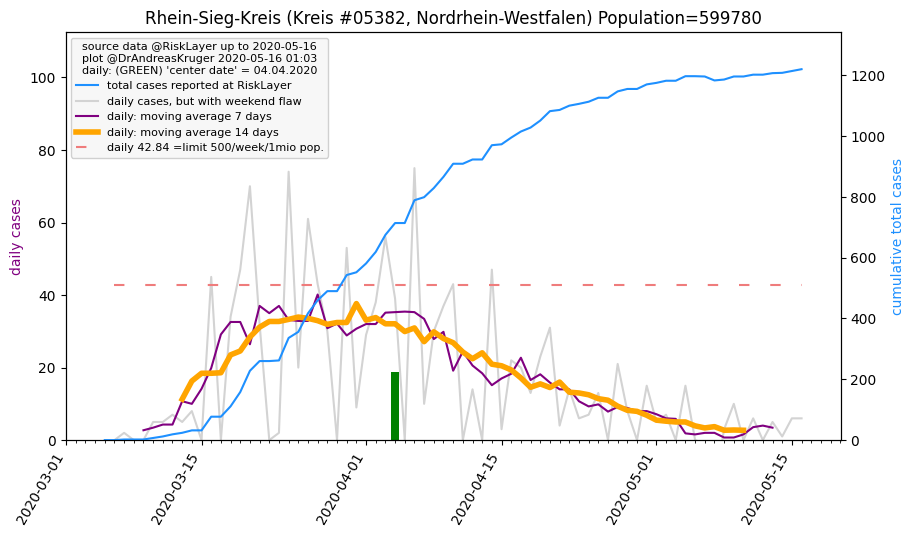 Rhein-Sieg-Kreis (Kreis #05382, Nordrhein-Westfalen) Population=599780
source data @RiskLayer up to 2020-05-16
plot @DrAndreasKruger 2020-05-16 01:03
daily: (GREEN) 'center date' = 04.04.2020
total cases reported at RiskLayer
daily cases, but with weekend flaw
daily: moving average 7 days
daily: moving average 14 days
daily 42.84 =limit 500/week/1mio pop.
daily cases
100
80
60
40
20
0
1200
1000
800
600
400
200
0
cumulative total cases
2020-03-01
2020-03-15
2020-04-01
2020-04-15
2020-05-01
2020-05-15